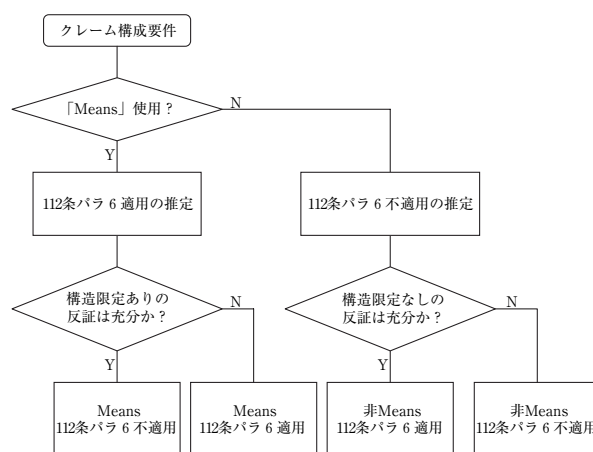 クレーム構成要件
「Means」使用？
N
Y
112条パラ 6 適用の推定
112条パラ 6 不適用の推定
構造限定ありの
反証は充分か？
N
Y
構造限定なしの
反証は充分か？
N
Y
Means
112条パラ 6 不適用
Means
112条パラ 6 適用
非Means
112条パラ 6 適用
非Means
112条パラ 6 不適用